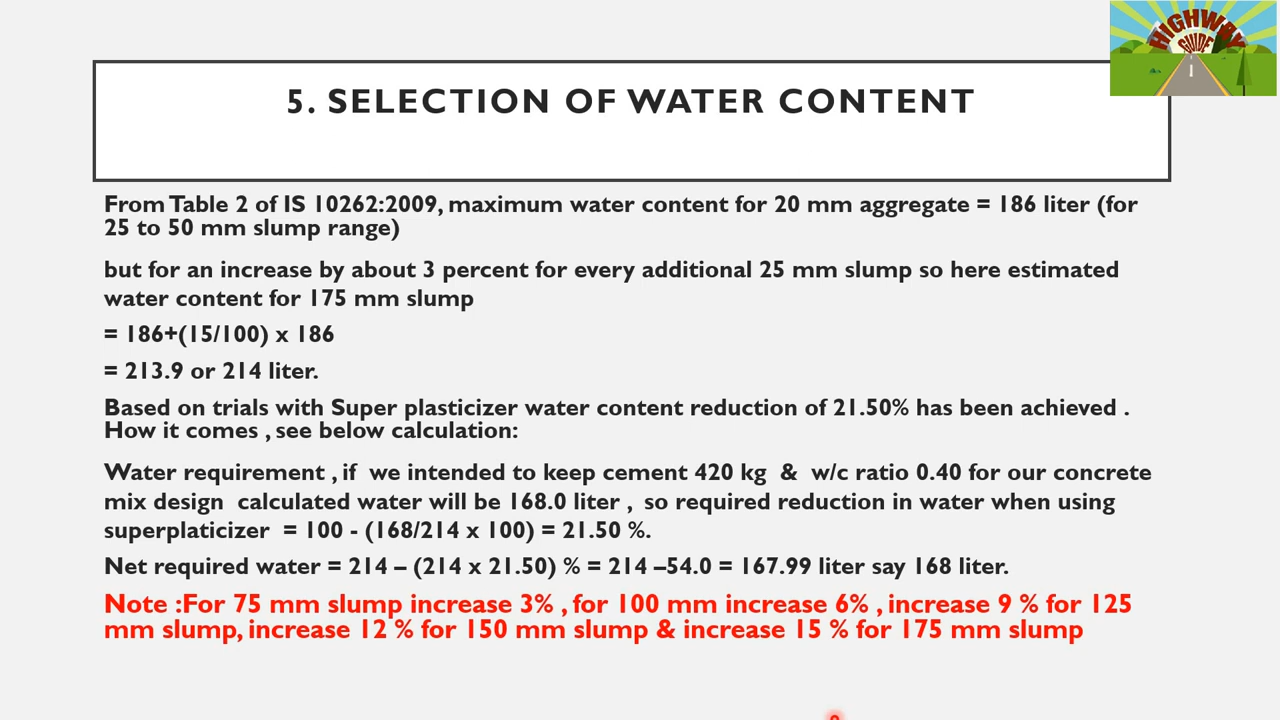 HIGHWAY
GUIDE
5. SELECTION OF WATER CONTENT
From Table 2 of IS 10262:2009, maximum water content for 20 mm aggregate = 186 liter (for
25 to 50 mm slump range)
but for an increase by about 3 percent for every additional 25 mm slump so here estimated
water content for 175 mm slump
= 186+(15/100) x 186
= 213.9 or 214 liter.
Based on trials with Super plasticizer water content reduction of 21.50% has been achieved .
How it comes , see below calculation:
Water requirement , if we intended to keep cement 420 kg & w/c ratio 0.40 for our concrete
mix design calculated water will be 168.0 liter , so required reduction in water when using
superplaticizer = 100 - (168/214 x 100) = 21.50 %.
Net required water = 214 – (214 x 21.50) % = 214 –54.0 = 167.99 liter say 168 liter.
Note :For 75 mm slump increase 3% , for 100 mm increase 6% , increase 9 % for 125
mm slump, increase 12 % for 150 mm slump & increase 15 % for 175 mm slump